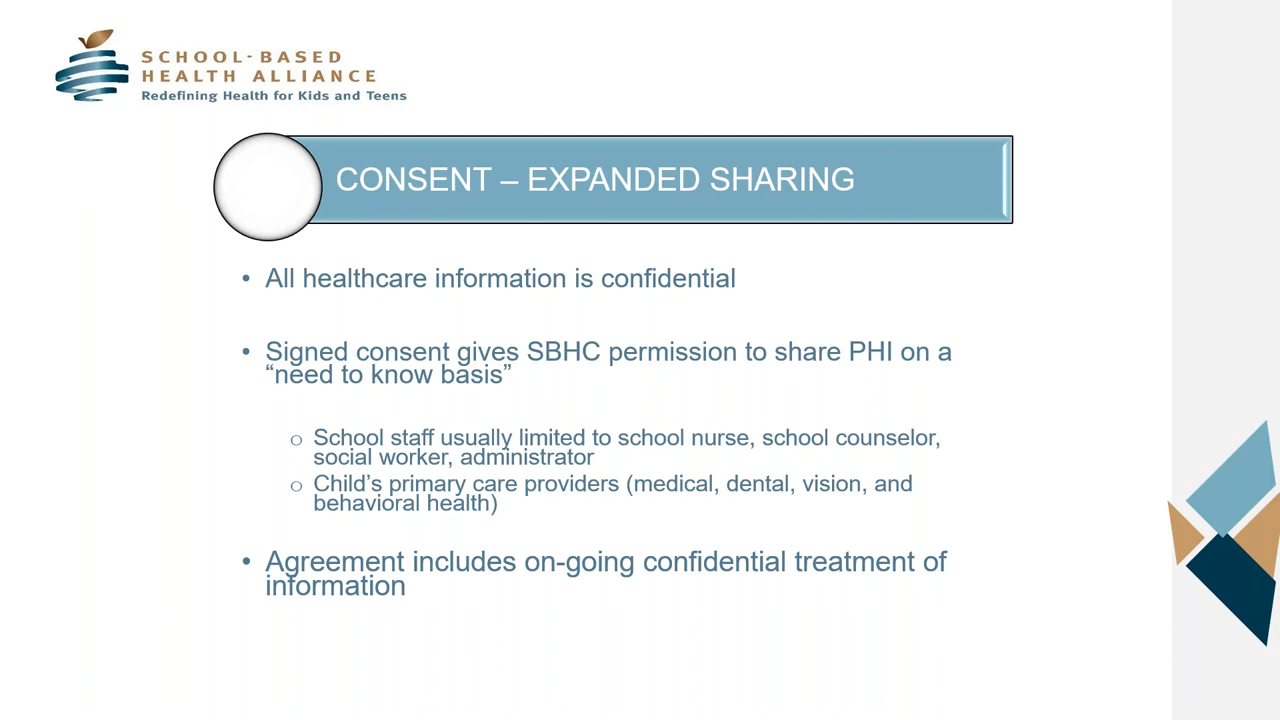 SCHOOL-BASED
HEALTH ALLIANCE
Redefining Health for Kids and Teens
CONSENT – EXPANDED SHARING
• All healthcare information is confidential
• Signed consent gives SBHC permission to share PHI on a
“need to know basis”
o School staff usually limited to school nurse, school counselor,
social worker, administrator
o Child’s primary care providers (medical, dental, vision, and
behavioral health)
• Agreement includes on-going confidential treatment of
information